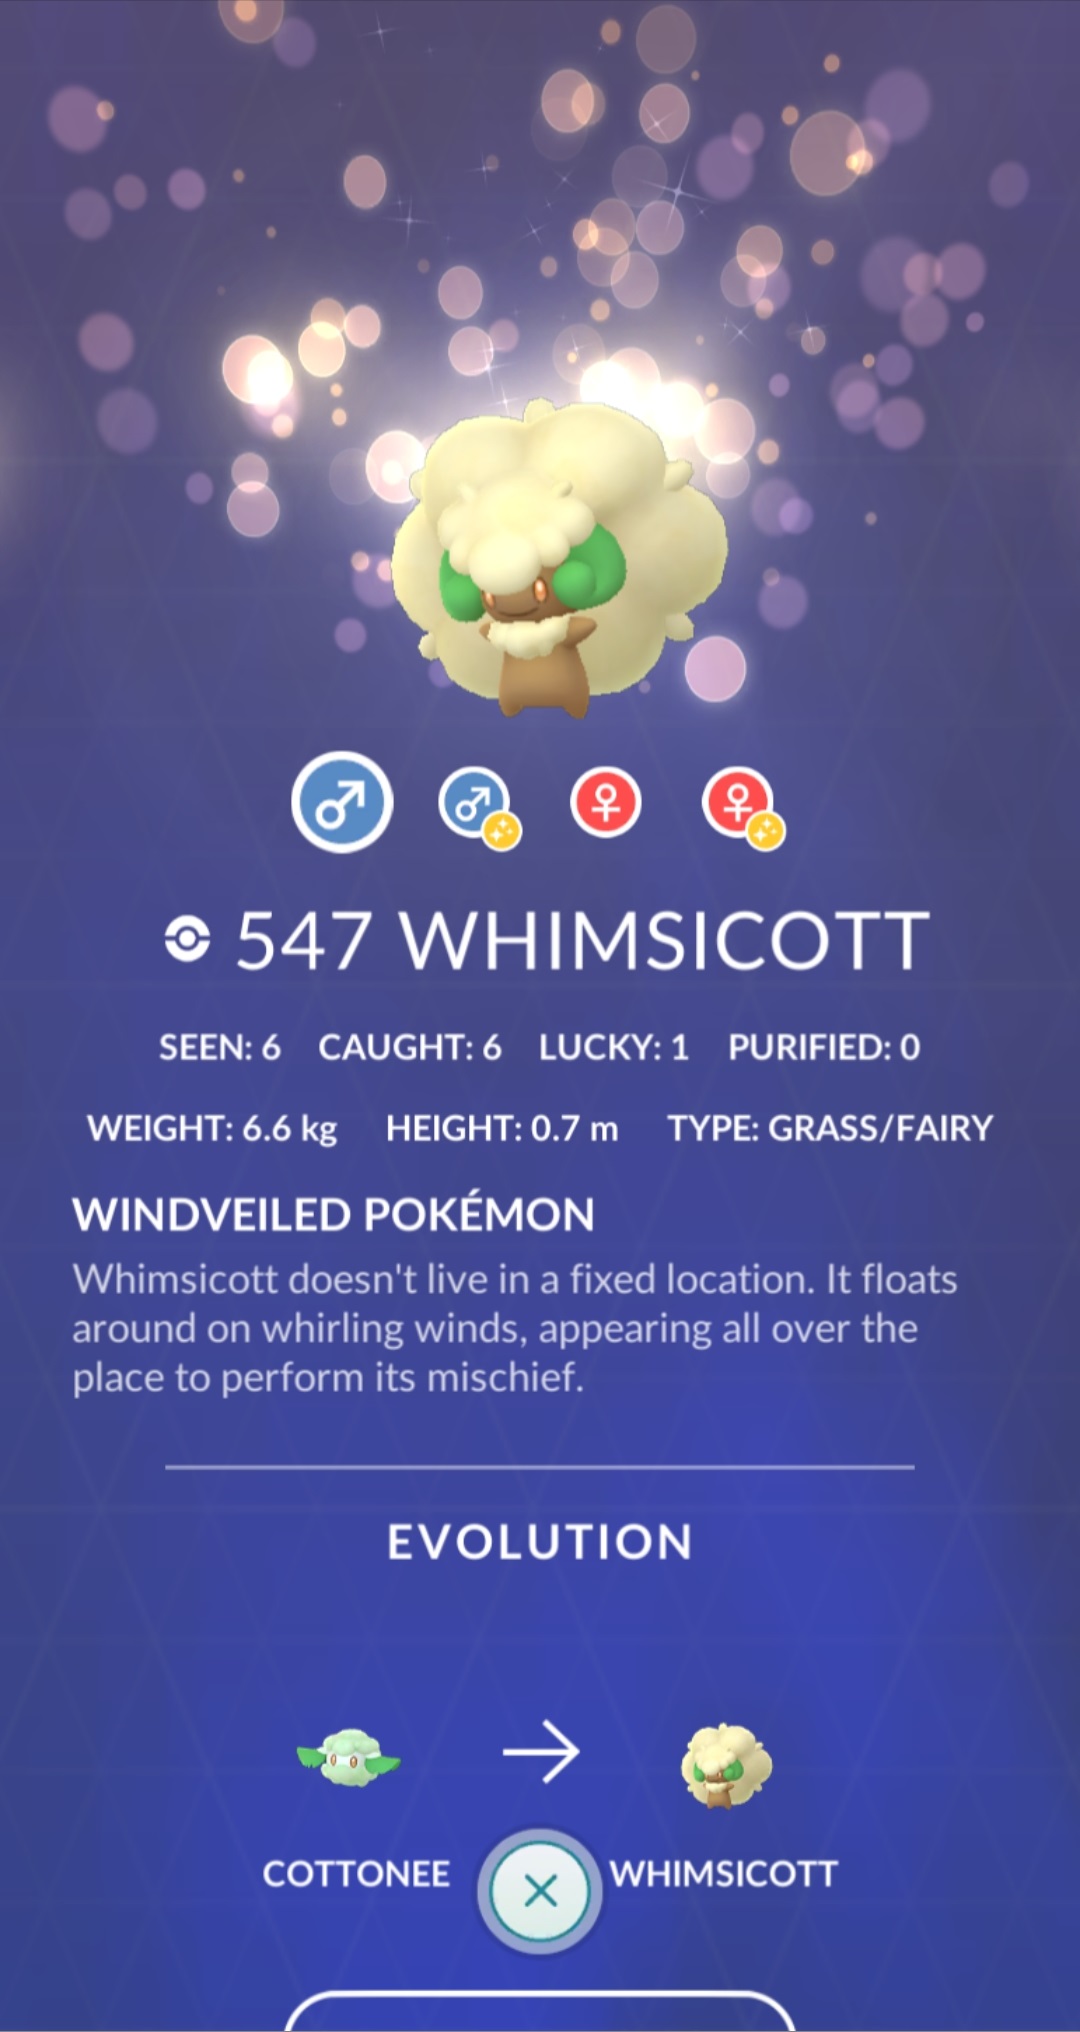 547 WHIMSICOTT
SEEN: 6 CAUGHT: 6 LUCKY: 1 PURIFIED: 0
WEIGHT: 6.6 kg HEIGHT: 0.7 m TYPE: GRASS/FAIRY
WINDVEILED POKÉMON
Whimsicott doesn't live in a fixed location. It floats
around on whirling winds, appearing all over the
place to perform its mischief.
EVOLUTION
COTTONEE WHIMSICOTT